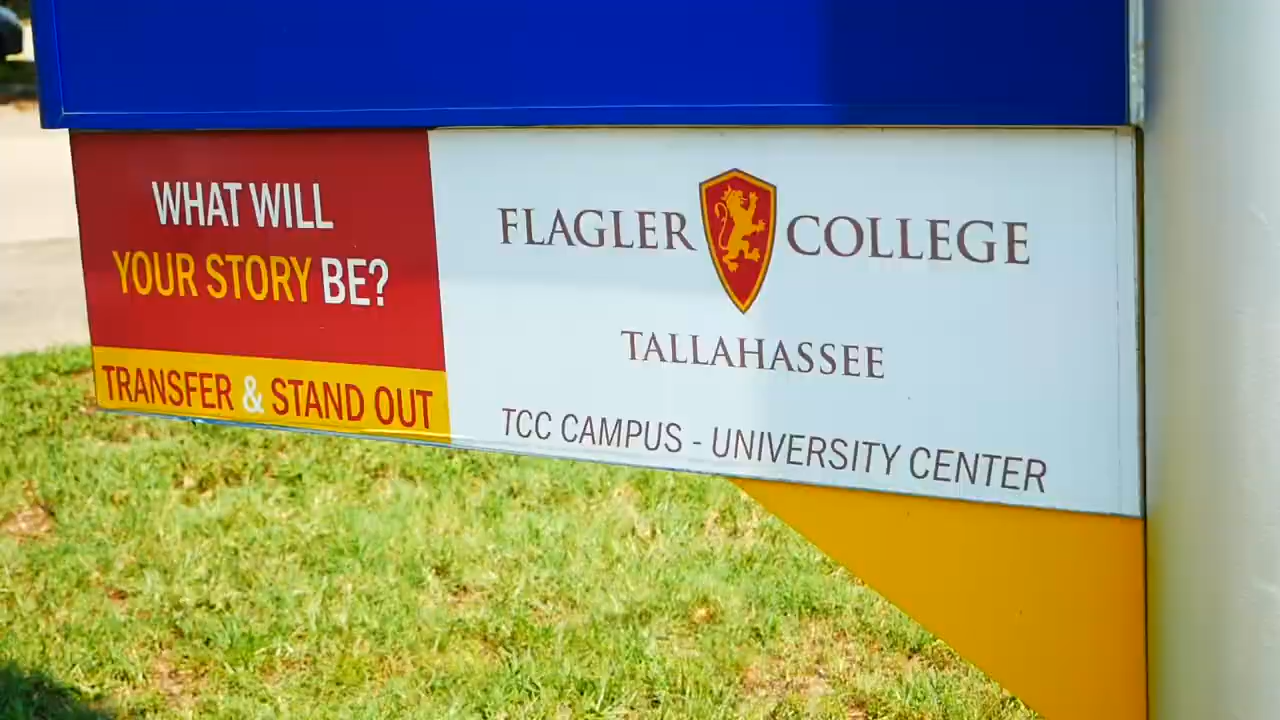 WHAT WILL
YOUR STORY BE?
TRANSFER & STAND OUT
FLAGLER COLLEGE
TALLAHASSEE
TCC CAMPUS - UNIVERSITY CENTER